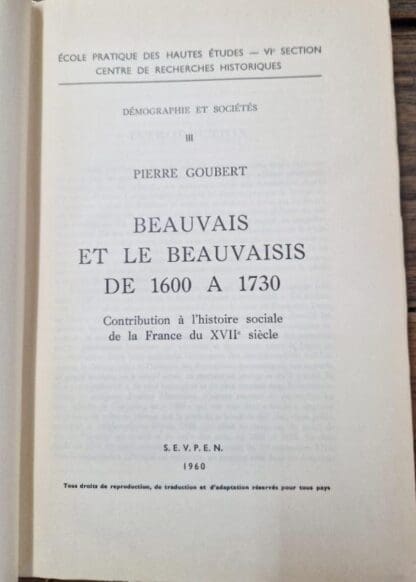 ÉCOLE PRATIQUE DES HAUTES ÉTUDES — VIᵉ SECTION
CENTRE DE RECHERCHES HISTORIQUES
DÉMOGRAPHIE ET SOCIÉTÉS
III
PIERRE GOUBERT
BEAUVAIS
ET LE BEAUVAISIS
DE 1600 A 1730
Contribution à l'histoire sociale
de la France du XVIIᵉ siècle
S. E. V. P. E. N.
1960
Tous droits de reproduction, de traduction et d'adaptation réservés pour tous pays